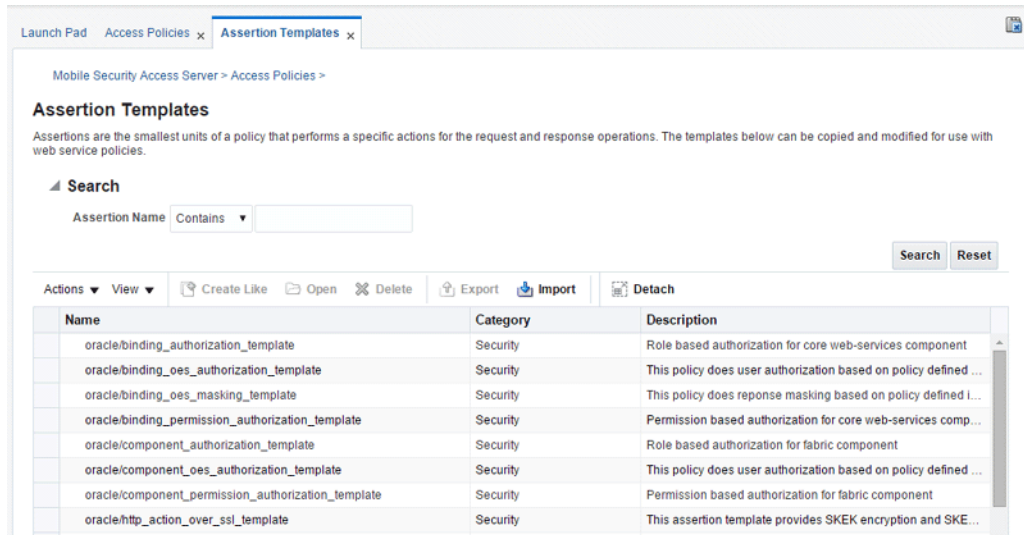 Launch Pad Access Policies x Assertion Templates x
Mobile Security Access Server > Access Policies >
Assertion Templates
Assertions are the smallest units of a policy that performs a specific actions for the request and response operations. The templates below can be copied and modified for use with
web service policies.
Search
Assertion Name Contains
Search Reset
Actions View Create Like Open Delete Export Import Detach
Name Category Description
oracle/binding_authorization_template Security Role based authorization for core web-services component
oracle/binding_oes_authorization_template Security This policy does user authorization based on policy defined ...
oracle/binding_oes_masking_template Security This policy does reponse masking based on policy defined i...
oracle/binding_permission_authorization_template Security Permission based authorization for core web-services comp...
oracle/component_authorization_template Security Role based authorization for fabric component
oracle/component_oes_authorization_template Security This policy does user authorization based on policy defined ...
oracle/component_permission_authorization_template Security Permission based authorization for fabric component
oracle/http_action_over_ssl_template Security This assertion template provides SKEK encryption and SKE...